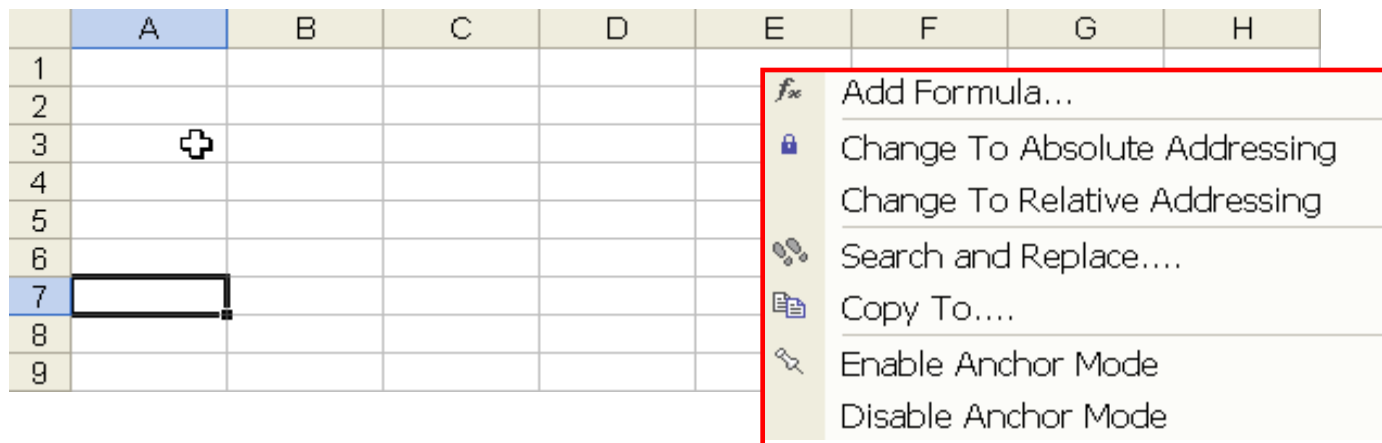 A B C D E F G H
1
2
3
4
5
6
7
8
9
fx Add Formula...
Change To Absolute Addressing
Change To Relative Addressing
Search and Replace....
Copy To....
Enable Anchor Mode
Disable Anchor Mode